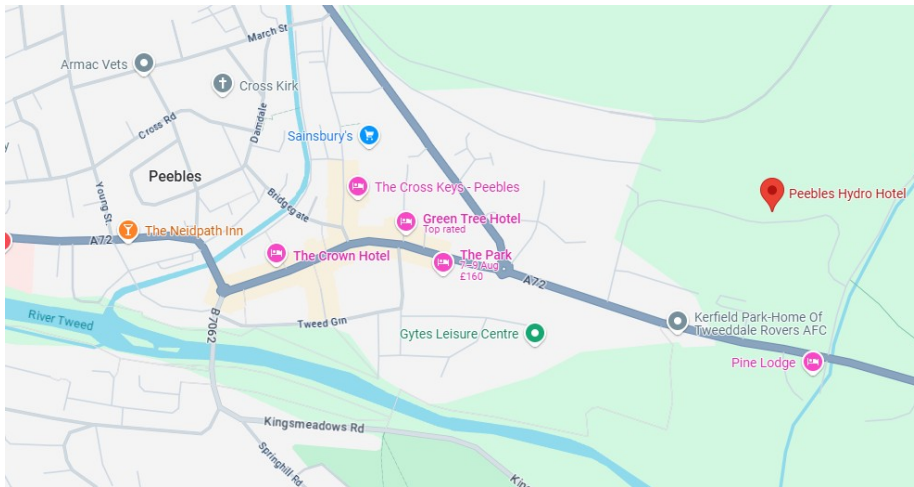 March St
Armac Vets
Cross Kirk
Cross Rd
Damdale
Sainsbury's
Peebles
The Cross Keys - Peebles
Young St.
Bridgegate
Peebles Hydro Hotel
Green Tree Hotel
Top rated
The Neidpath Inn
A72
The Crown Hotel
The Park
7–9 Aug
£160
A72
B7062
River Tweed
Tweed Grn
Gytes Leisure Centre
Kerfield Park-Home Of
Tweeddale Rovers AFC
Pine Lodge
Kingsmeadows Rd
Springhill Rd